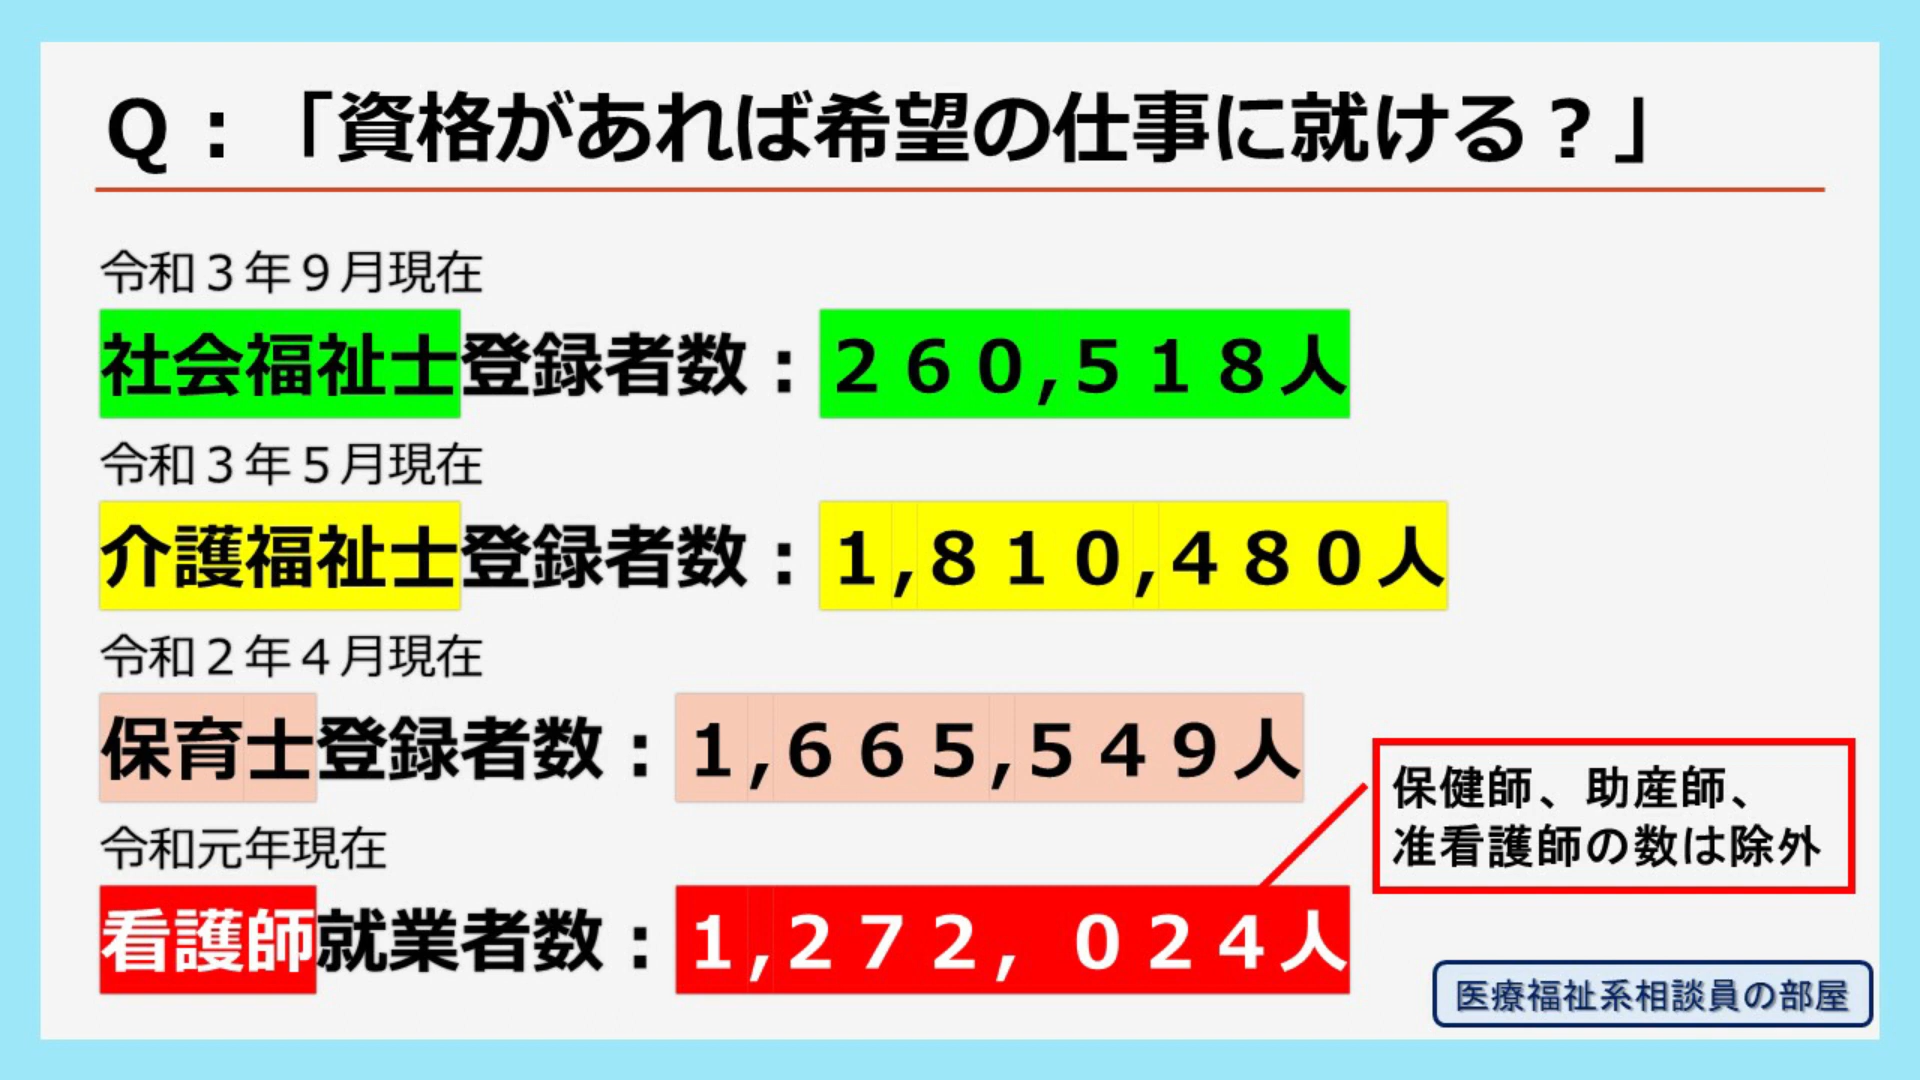 Q：「資格があれば希望の仕事に就ける？」
令和３年９月現在
社会福祉士登録者数：２６０,５１８人
令和３年５月現在
介護福祉士登録者数：１,８１０,４８０人
令和２年４月現在
保育士登録者数：１,６６５,５４９人
保健師、助産師、
准看護師の数は除外
令和元年現在
看護師就業者数：１,２７２，０２４人
医療福祉系相談員の部屋